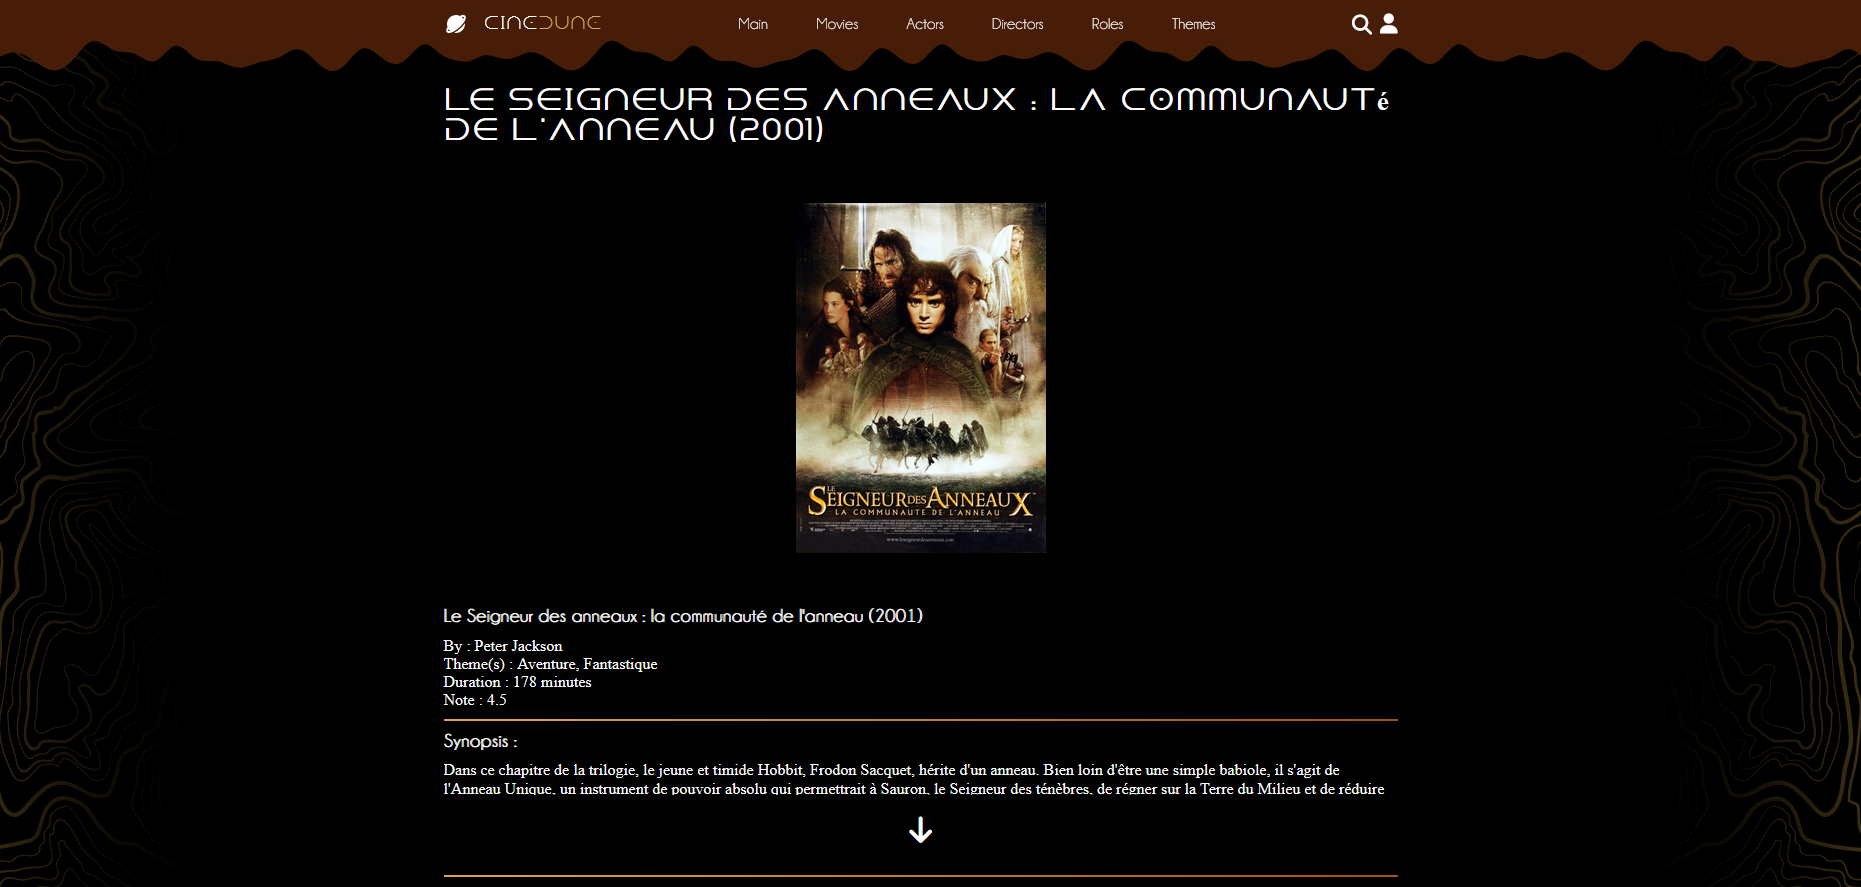 CINEDUNE
Main Movies Actors Directors Roles Themes
LE SEIGNEUR DES ANNEAUX : LA COMMUNAUTé
DE L'ANNEAU (2001)
LE
SEIGNEUR DES ANNEAUX
LA COMMUNAUTE DE L'ANNEAU
Le Seigneur des anneaux : la communauté de l'anneau (2001)
By : Peter Jackson
Theme(s) : Aventure, Fantastique
Duration : 178 minutes
Note : 4.5
Synopsis :
Dans ce chapitre de la trilogie, le jeune et timide Hobbit, Frodon Sacquet, hérite d'un anneau. Bien loin d'être une simple babiole, il s'agit de
l'Anneau Unique, un instrument de pouvoir absolu qui permettrait à Sauron, le Seigneur des ténèbres, de régner sur la Terre du Milieu et de réduire